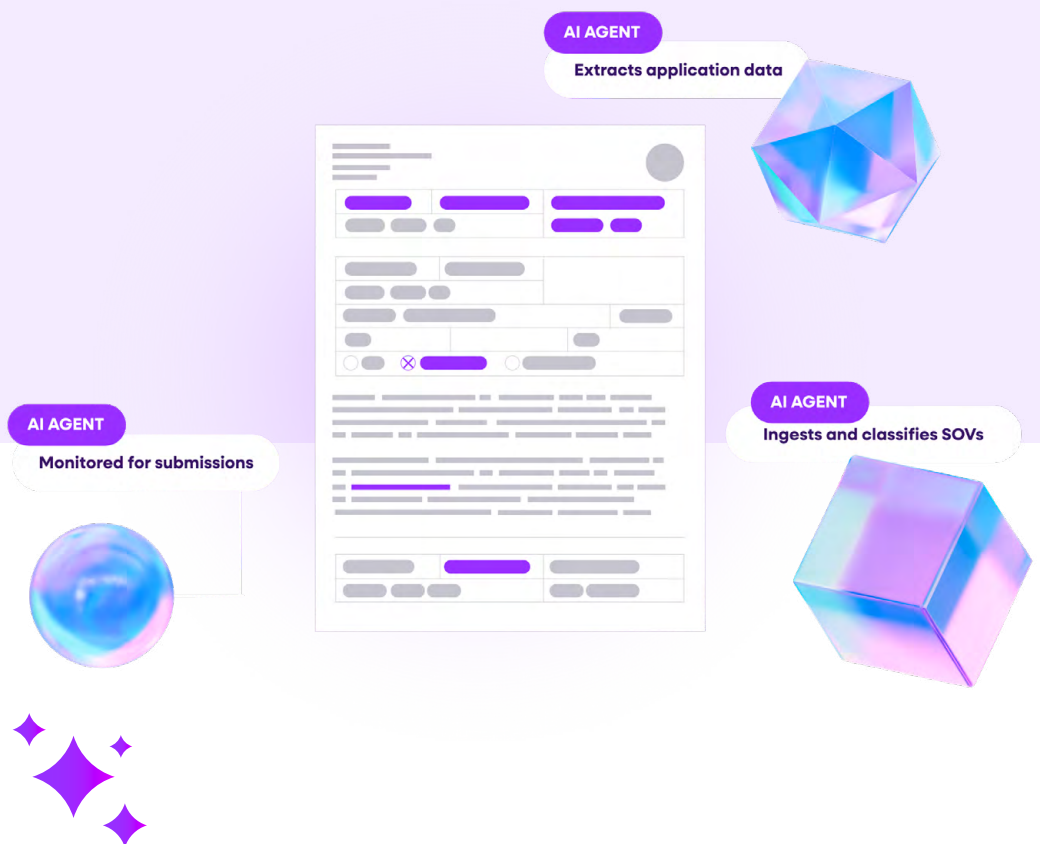 AI AGENT
Extracts application data
AI AGENT
Ingests and classifies SOVs
AI AGENT
Monitored for submissions